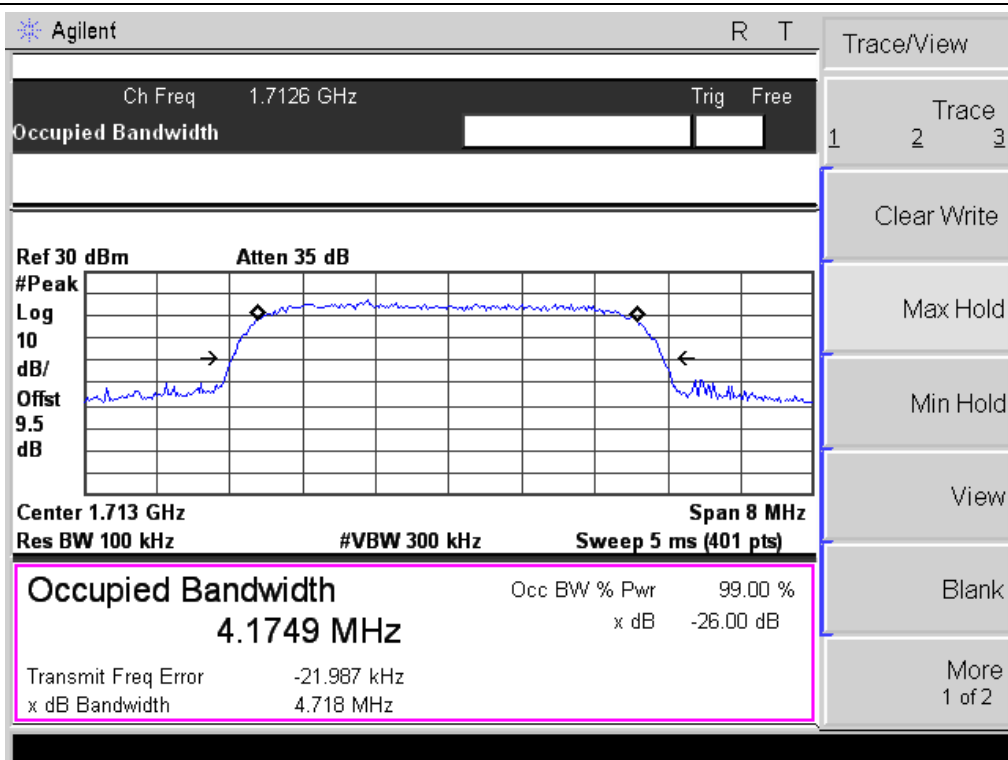 Agilent R T
Ch Freq 1.7126 GHz Trig Free
Occupied Bandwidth
Ref 30 dBm Atten 35 dB
#Peak
Log
10
dB/
Offst
9.5
dB
Center 1.713 GHz Span 8 MHz
Res BW 100 kHz #VBW 300 kHz Sweep 5 ms (401 pts)
Occupied Bandwidth Occ BW % Pwr 99.00 %
4.1749 MHz x dB -26.00 dB
Transmit Freq Error -21.987 kHz
x dB Bandwidth 4.718 MHz
Trace/View
Trace
1 2 3
Clear Write
Max Hold
Min Hold
View
Blank
More
1 of 2